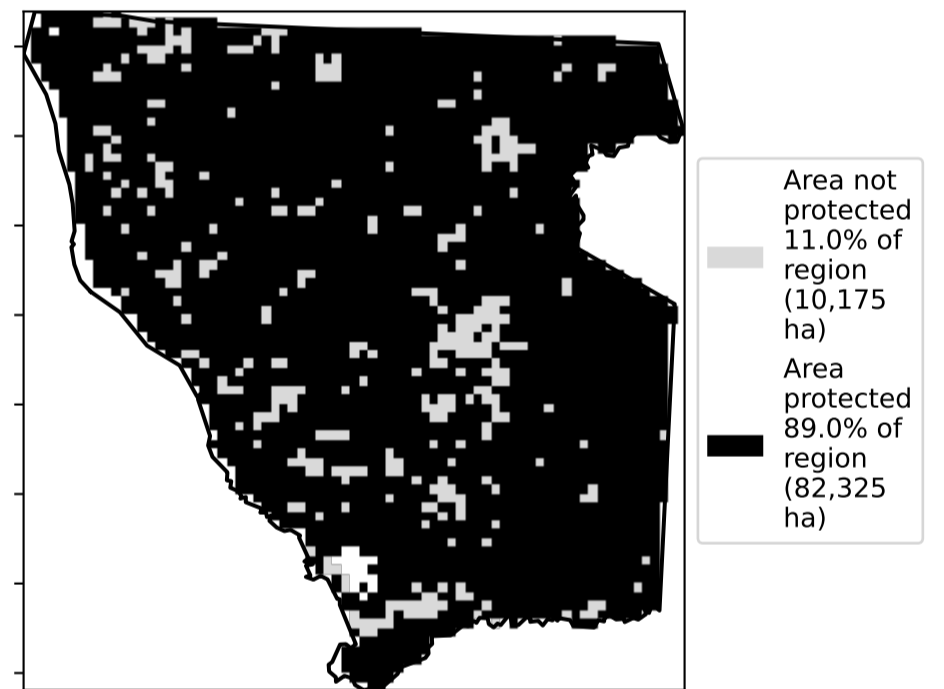 Area not
protected
11.0% of
region
(10,175
ha)
Area
protected
89.0% of
region
(82,325
ha)